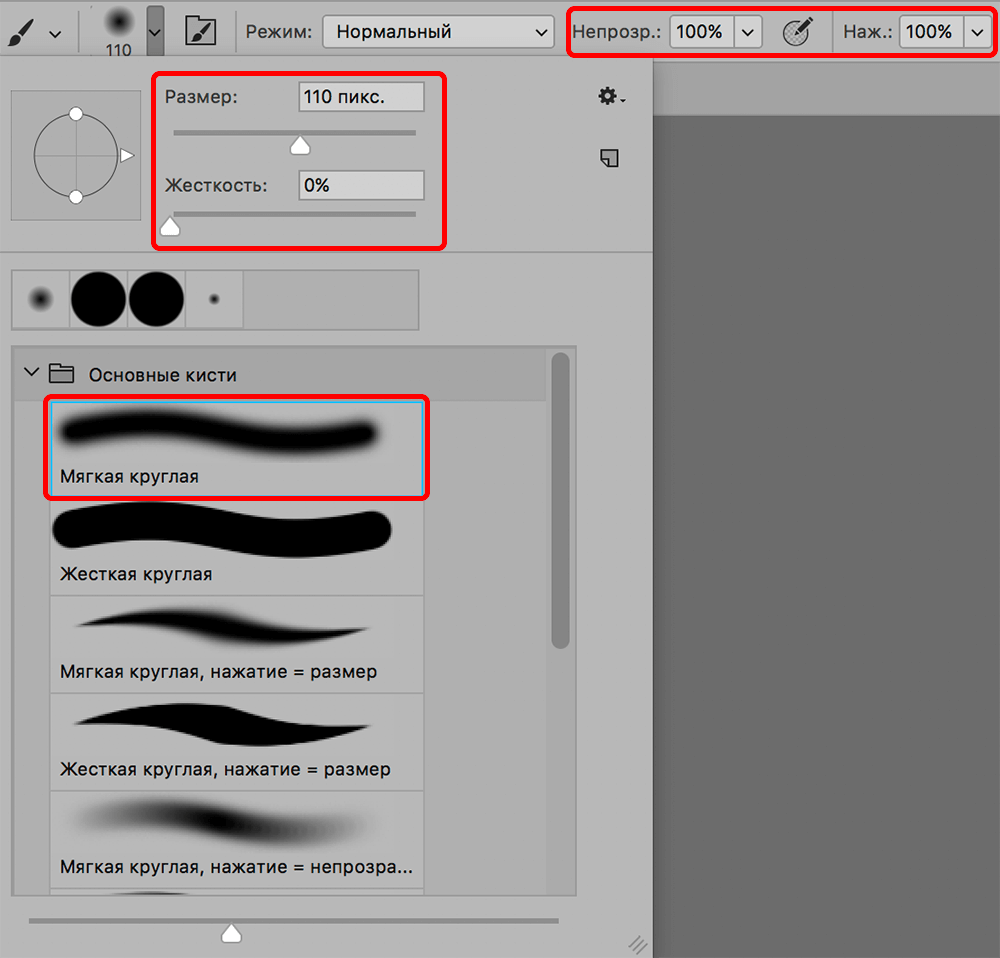 110
Режим:
Нормальный
Непрозр.:
100%
Наж.:
100%
Размер:
110 пикс.
Жесткость:
0%
Основные кисти
Мягкая круглая
Жесткая круглая
Мягкая круглая, нажатие = размер
Жесткая круглая, нажатие = размер
Мягкая круглая, нажатие = непрозра...